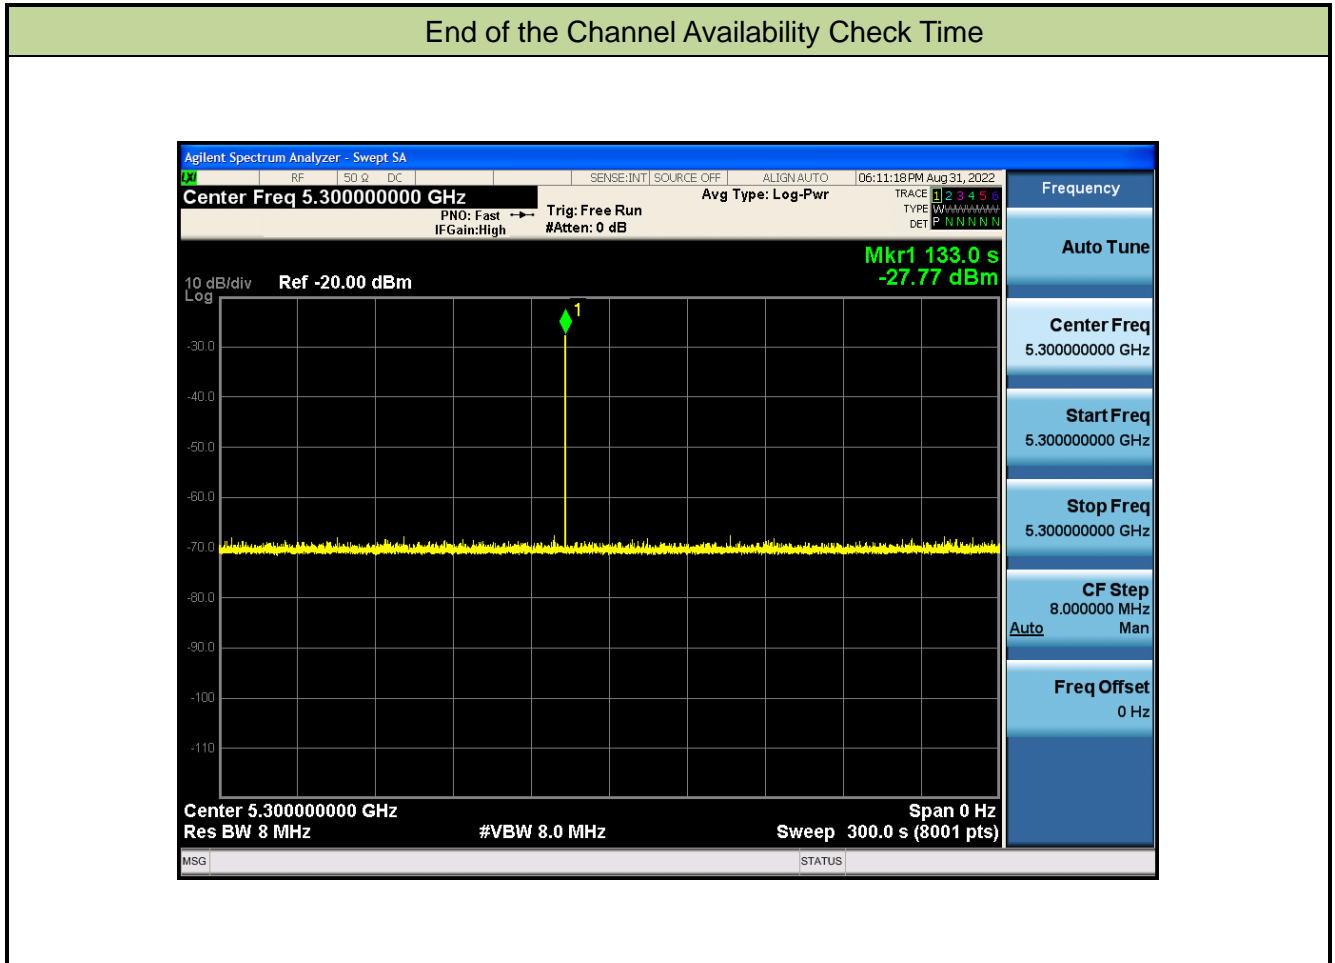 End of the Channel Availability Check Time
Agilent Spectrum Analyzer - Swept SA
LXI RF 50 Ω DC SENSE:INT SOURCE OFF ALIGN AUTO 06:11:18 PM Aug 31, 2022
Center Freq 5.300000000 GHz
PNO: Fast
IFGain:High
Trig: Free Run
#Atten: 0 dB
Avg Type: Log-Pwr
TRACE 1 2 3 4 5 6
TYPE W
DET P N N N N N
Mkr1 133.0 s
-27.77 dBm
10 dB/div Ref -20.00 dBm
Log
1
-30.0
-40.0
-50.0
-60.0
-70.0
-80.0
-90.0
-100
-110
Center 5.300000000 GHz Span 0 Hz
Res BW 8 MHz #VBW 8.0 MHz Sweep 300.0 s (8001 pts)
MSG STATUS
Frequency
Auto Tune
Center Freq
5.300000000 GHz
Start Freq
5.300000000 GHz
Stop Freq
5.300000000 GHz
CF Step
8.000000 MHz
Auto Man
Freq Offset
0 Hz